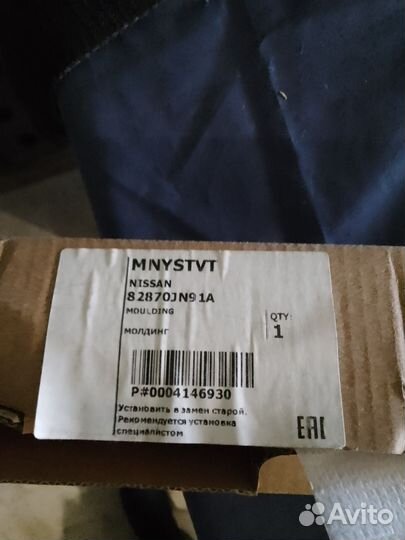 MNYSTVT
NISSAN
82870JN91A
MOULDING
QTY:
1
МОЛДИНГ
P#0004146930
Установить в замен старой.
Рекомендуется установка
специалистом
EAC
Avito